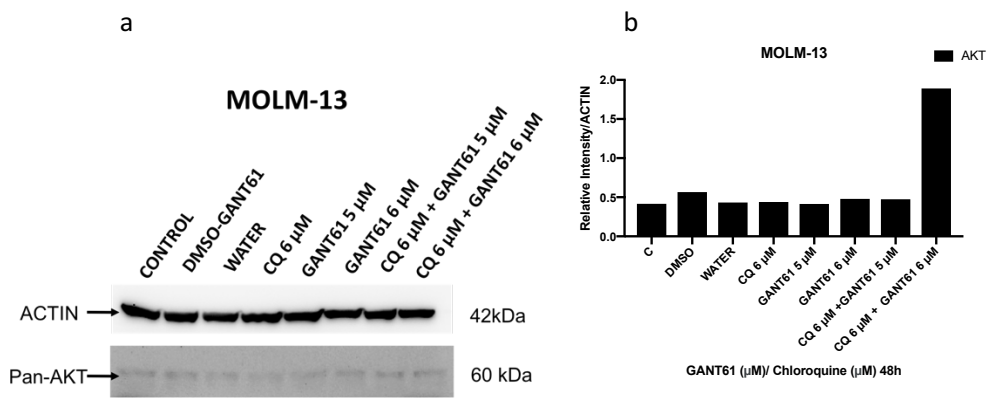 a
MOLM-13
CONTROL
DMSO-GANT61
WATER
CQ 6 µM
GANT61 5 µM
GANT61 6 µM
CQ 6 µM + GANT61 5 µM
CQ 6 µM + GANT61 6 µM
ACTIN
42kDa
Pan-AKT
60 kDa
b
MOLM-13
AKT
Relative Intensity/ACTIN
2.0
1.5
1.0
0.5
0.0
C
DMSO
WATER
CQ 6 µM
GANT61 5 µM
GANT61 6 µM
CQ 6 µM +GANT61 5 µM
CQ 6 µM + GANT61 6 µM
GANT61 (µM)/ Chloroquine (µM) 48h